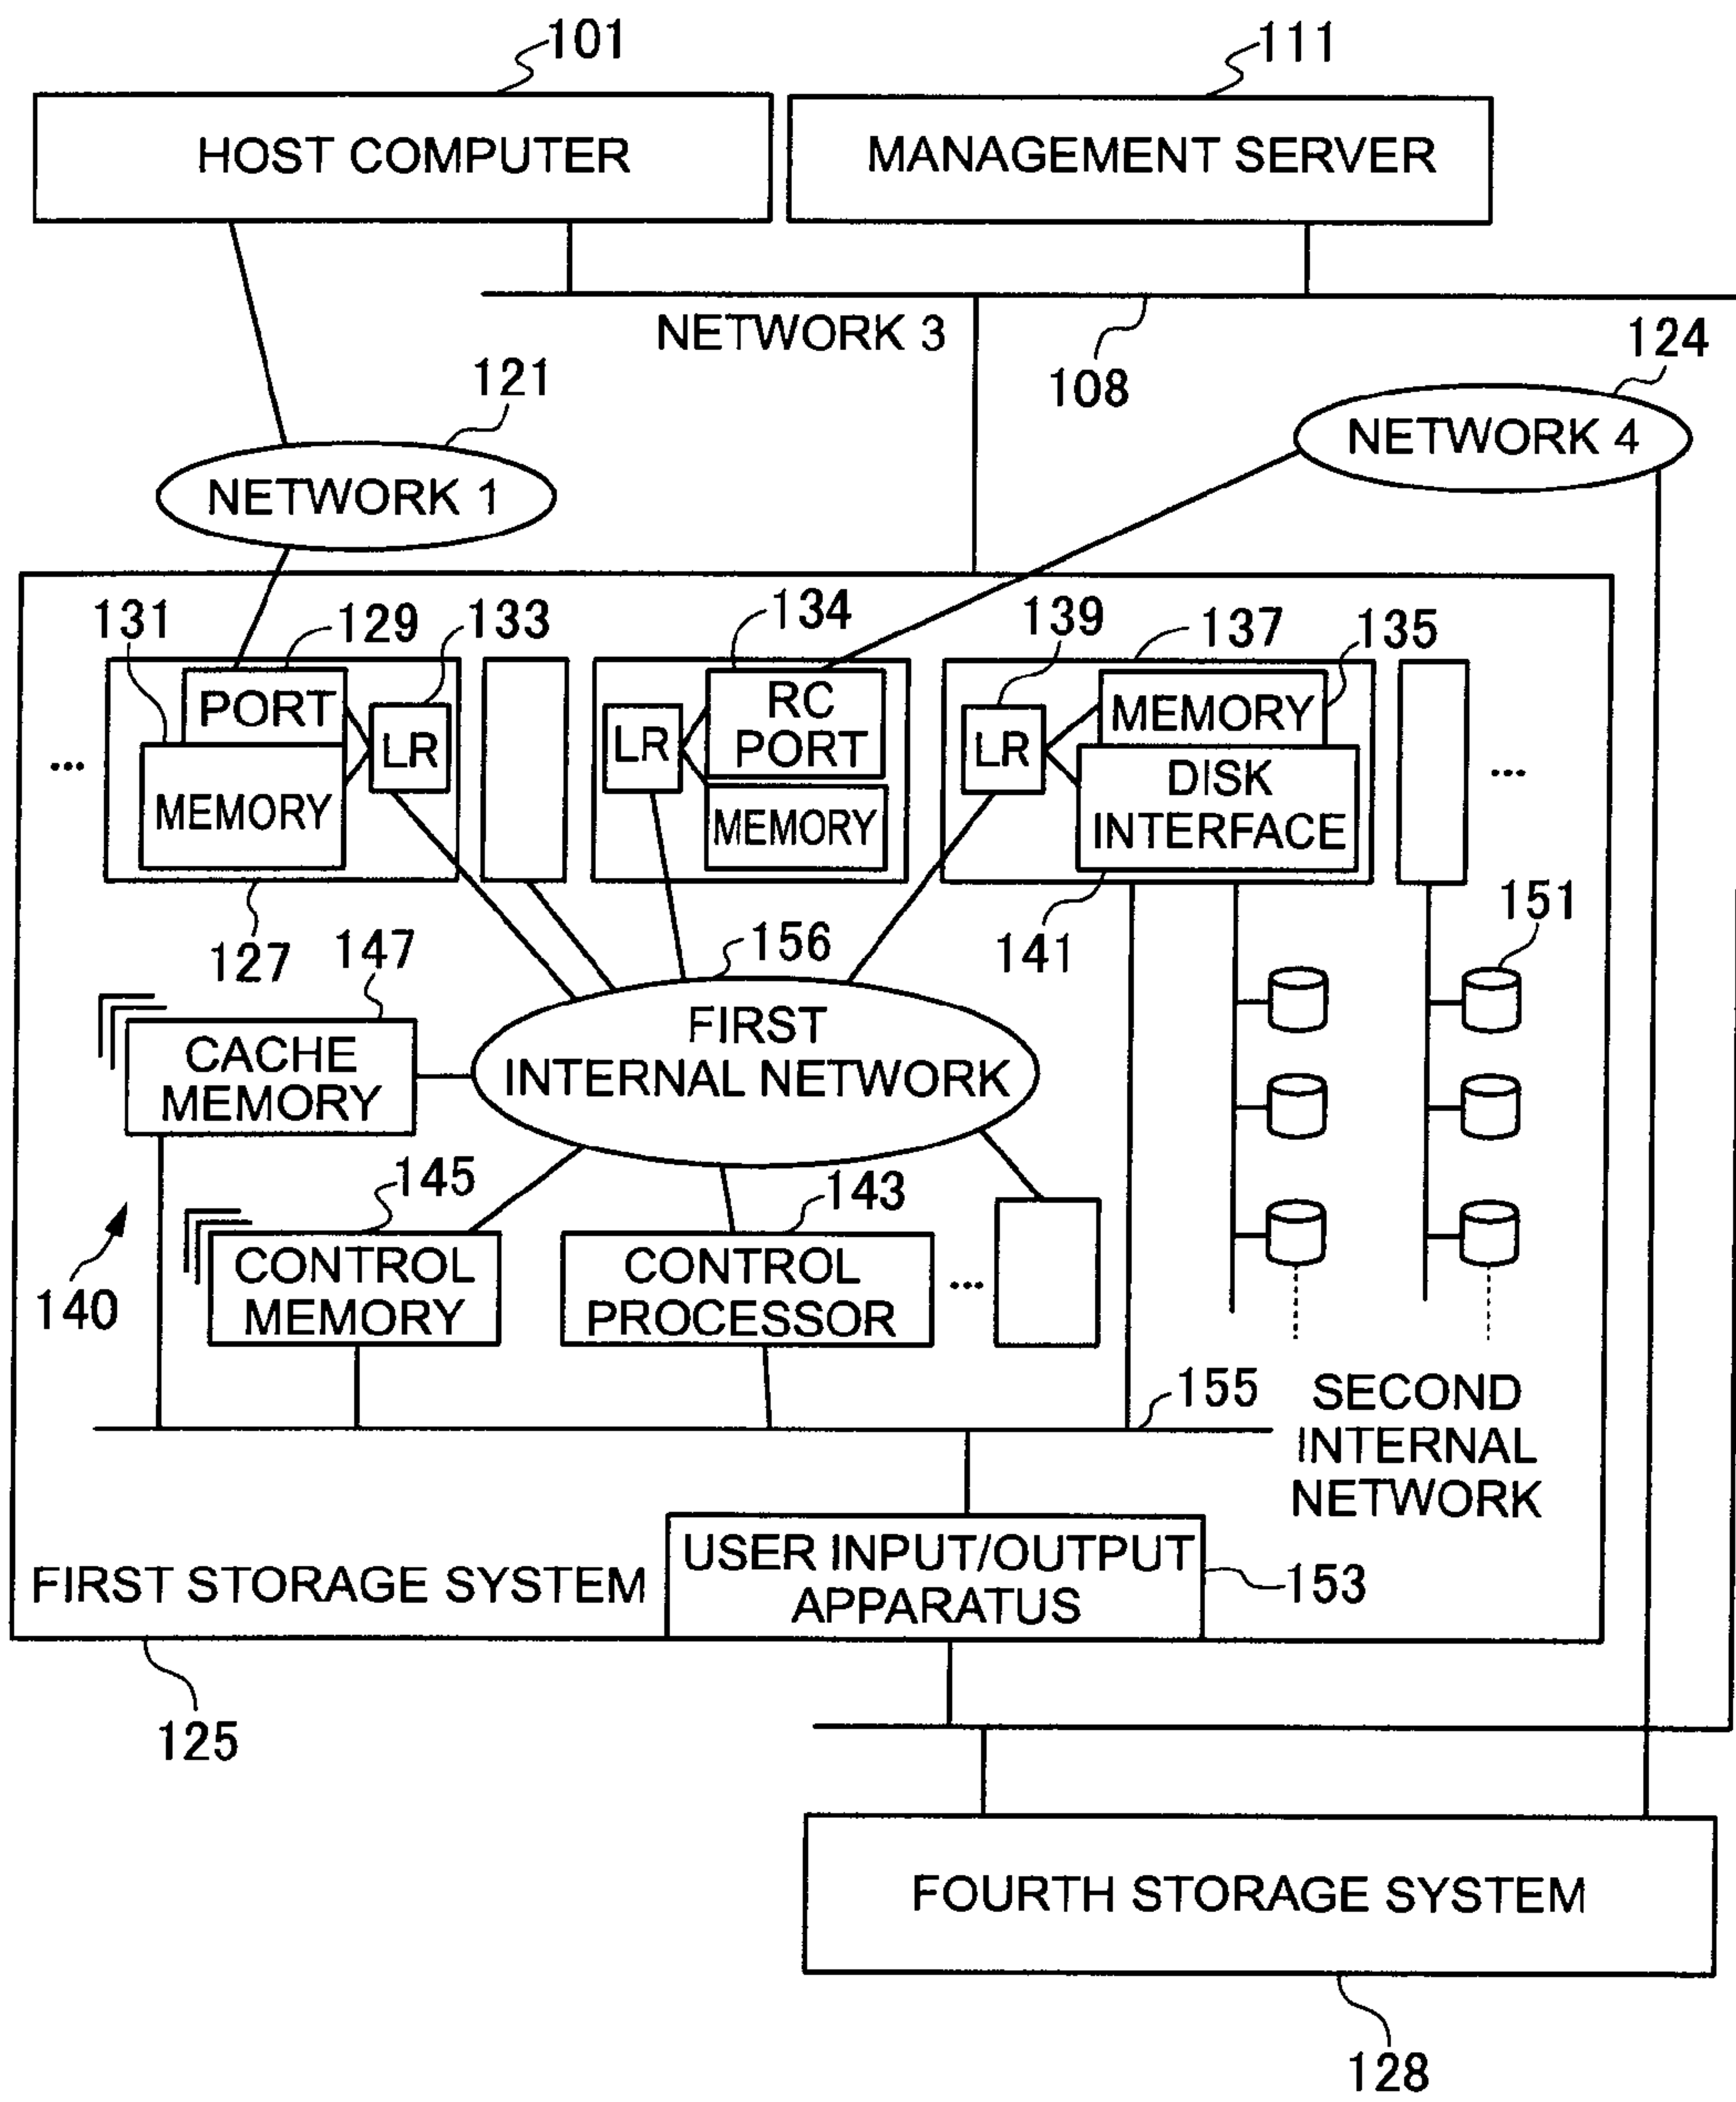 101
111
HOST COMPUTER
MANAGEMENT SERVER
NETWORK 3
108
124
121
NETWORK 4
NETWORK 1
131
129
133
134
139
137
135
PORT
LR
MEMORY
LR
RC
PORT
MEMORY
LR
MEMORY
DISK
INTERFACE
...
...
127
147
156
141
151
CACHE
MEMORY
FIRST
INTERNAL NETWORK
145
143
140
CONTROL
MEMORY
CONTROL
PROCESSOR
...
155
SECOND
INTERNAL
NETWORK
FIRST STORAGE SYSTEM
USER INPUT/OUTPUT
APPARATUS
153
125
FOURTH STORAGE SYSTEM
128